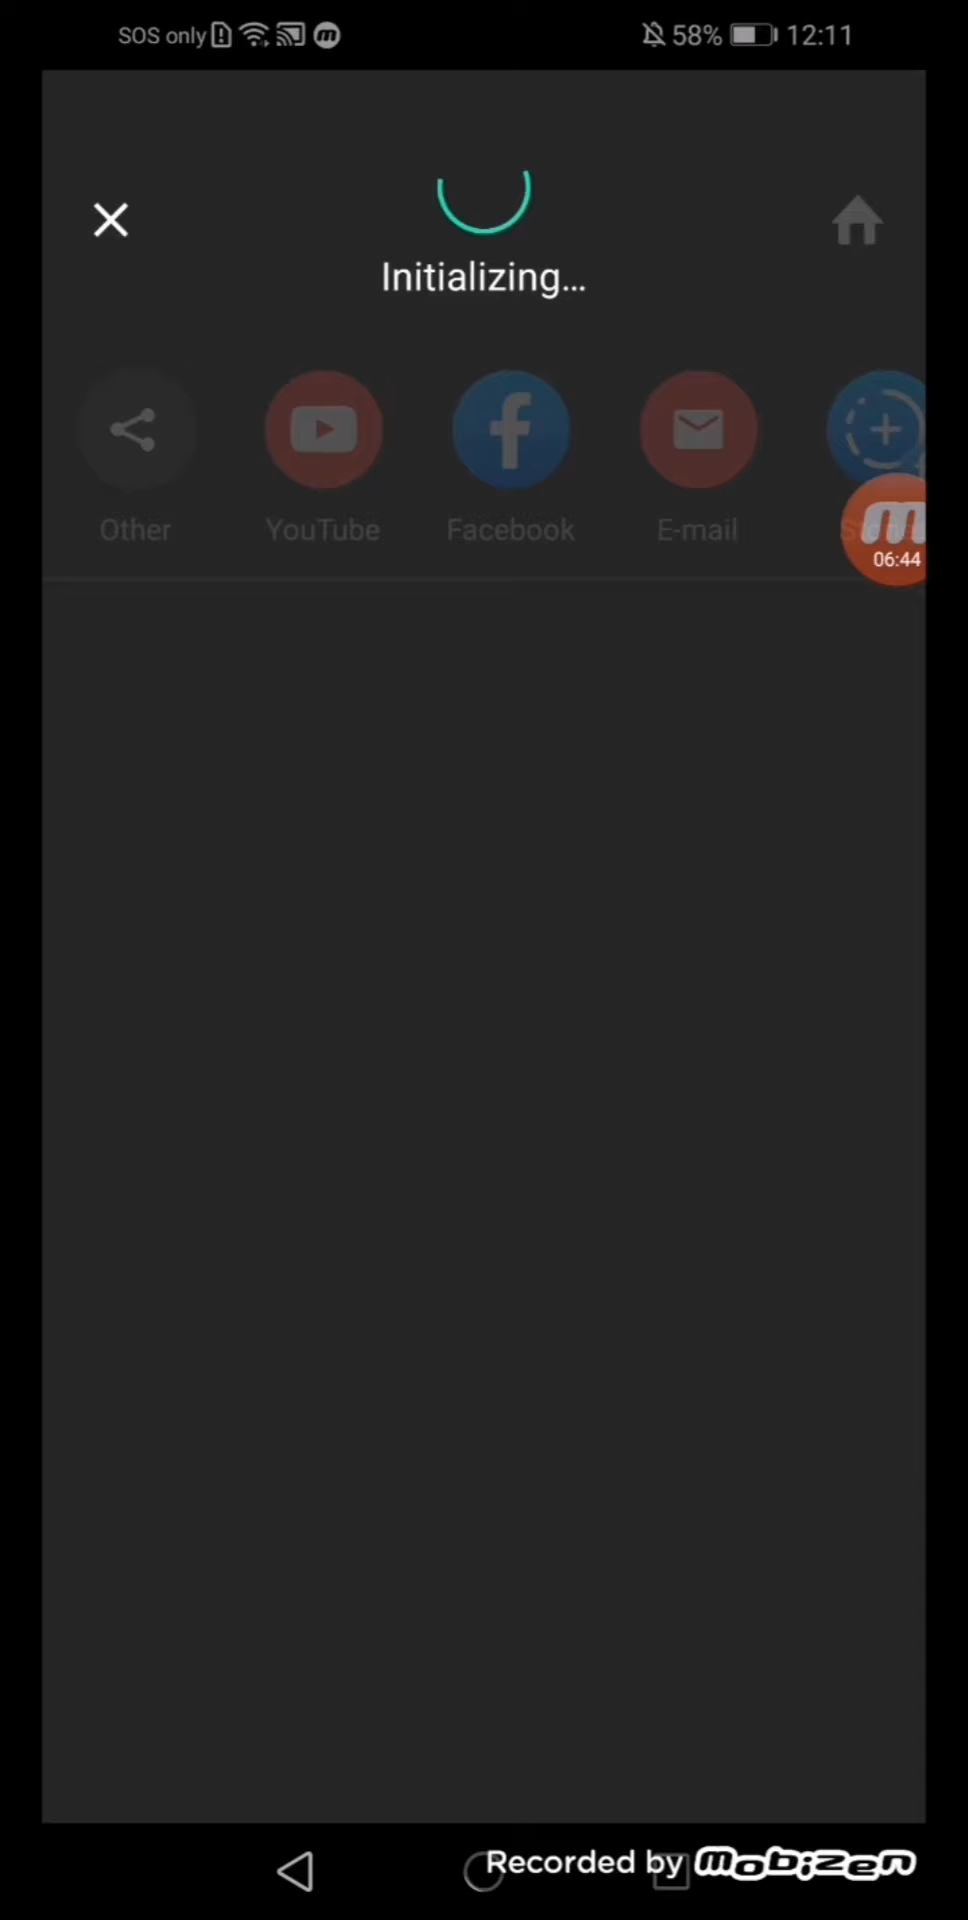 SOS only 58% 12:11
Initializing...
Other YouTube Facebook E-mail
06:44
Recorded by mobizen